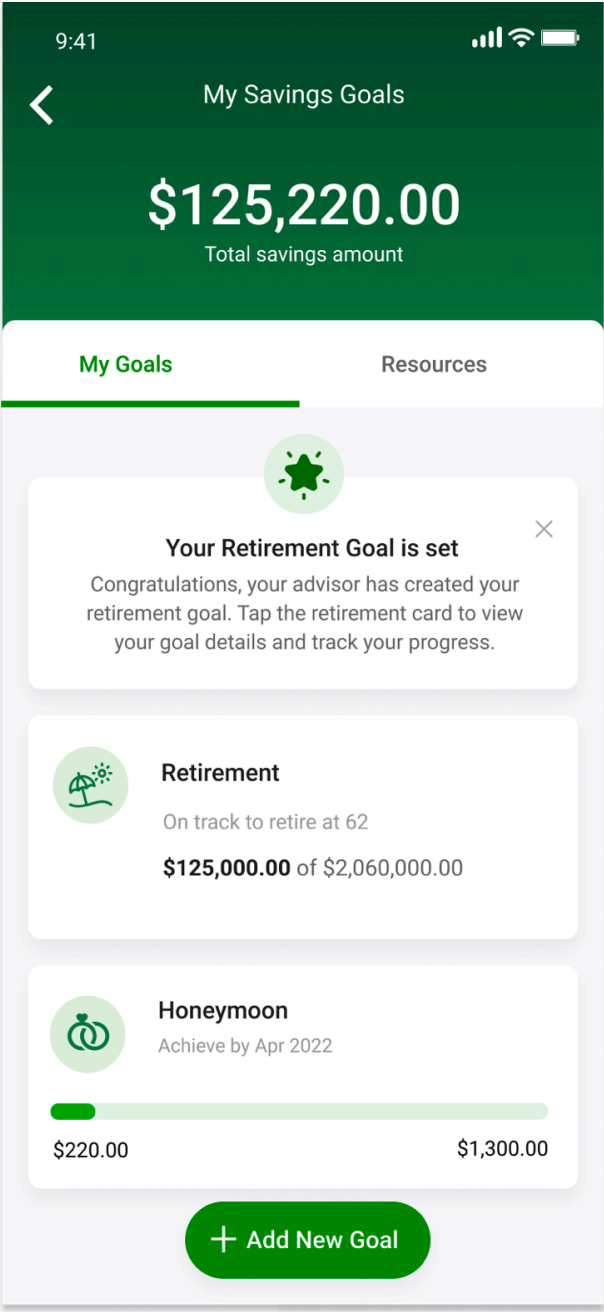 9:41
My Savings Goals
$125,220.00
Total savings amount
My Goals
Resources
Your Retirement Goal is set
Congratulations, your advisor has created your
retirement goal. Tap the retirement card to view
your goal details and track your progress.
Retirement
On track to retire at 62
$125,000.00 of $2,060,000.00
Honeymoon
Achieve by Apr 2022
$220.00
$1,300.00
Add New Goal